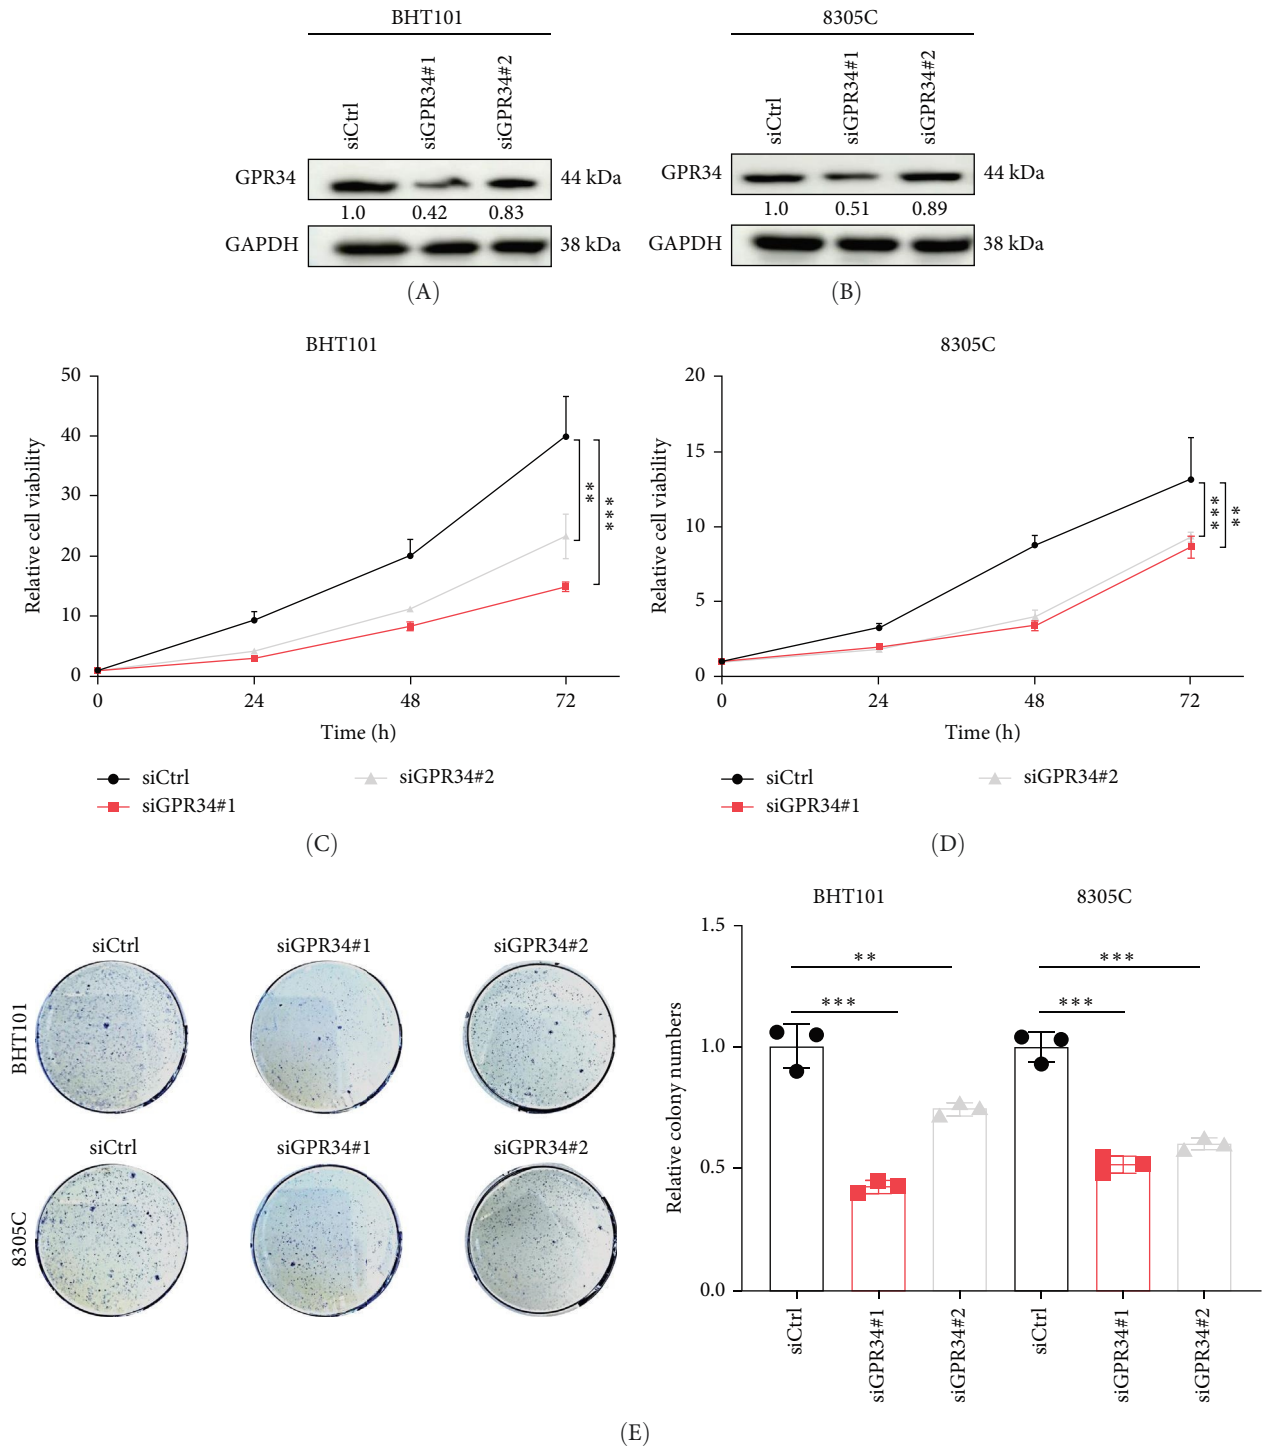 BHT101
siCtrl
siGPR34#1
siGPR34#2
GPR34
44 kDa
1.0 0.42 0.83
GAPDH
38 kDa
(A)
8305C
siCtrl
siGPR34#1
siGPR34#2
GPR34
44 kDa
1.0 0.51 0.89
GAPDH
38 kDa
(B)
BHT101
Relative cell viability
50
40
30
20
10
0
0 24 48 72
Time (h)
**
***
siCtrl
siGPR34#2
siGPR34#1
(C)
8305C
Relative cell viability
20
15
10
5
0
0 24 48 72
Time (h)
***
**
siCtrl
siGPR34#2
siGPR34#1
(D)
siCtrl siGPR34#1 siGPR34#2
BHT101
siCtrl siGPR34#1 siGPR34#2
8305C
BHT101 8305C
Relative colony numbers
1.5
1.0
0.5
0.0
** ***
*** ***
siCtrl
siGPR34#1
siGPR34#2
siCtrl
siGPR34#1
siGPR34#2
(E)